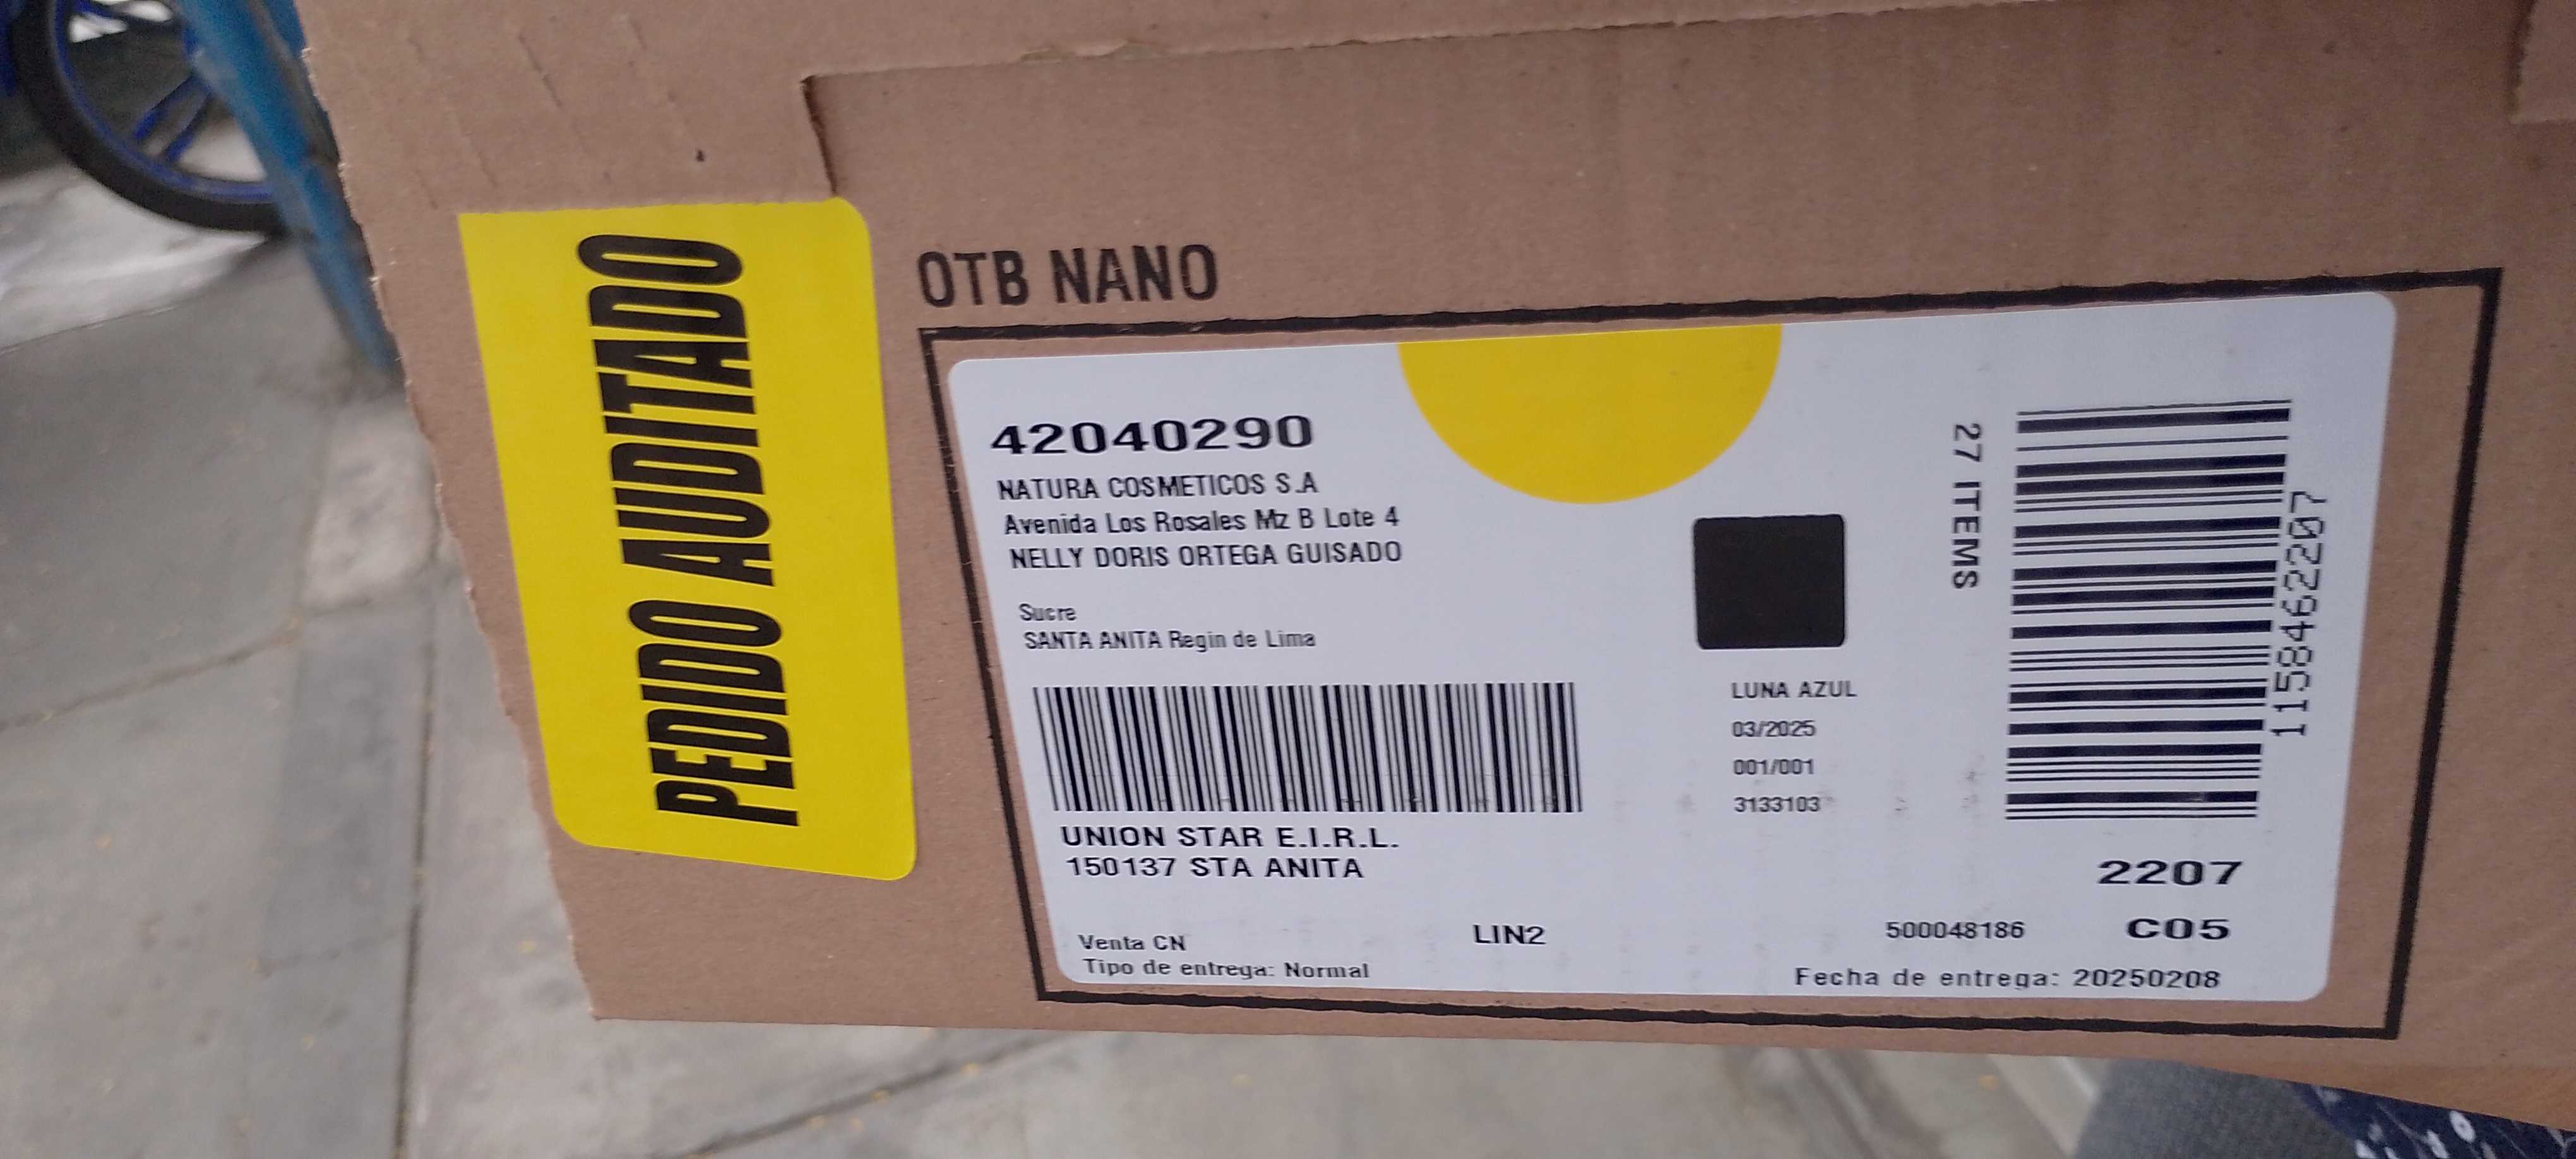 PEDIDO AUDITADO
OTB NANO
42040290
NATURA COSMETICOS S.A
Avenida Los Rosales Mz B Lote 4
NELLY DORIS ORTEGA GUISADO
Sucre
SANTA ANITA Regin de Lima
UNION STAR E.I.R.L.
150137 STA ANITA
Venta CN
Tipo de entrega: Normal
LIN2
LUNA AZUL
03/2025
001/001
3133103
27 ITEMS
1158462207
2207
500048186 C05
Fecha de entrega: 20250208